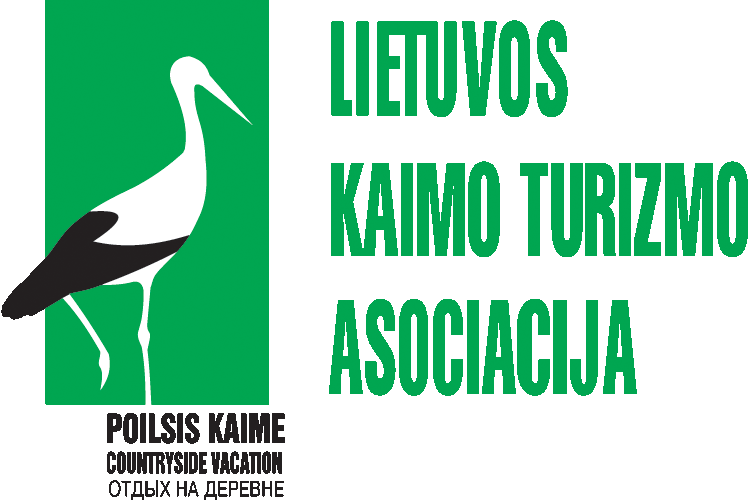 LIETUVOS
KAIMO TURIZMO
ASOCIACIJA
POILSIS KAIME
COUNTRYSIDE VACATION
ОТДЫХ НА ДЕРЕВНЕ